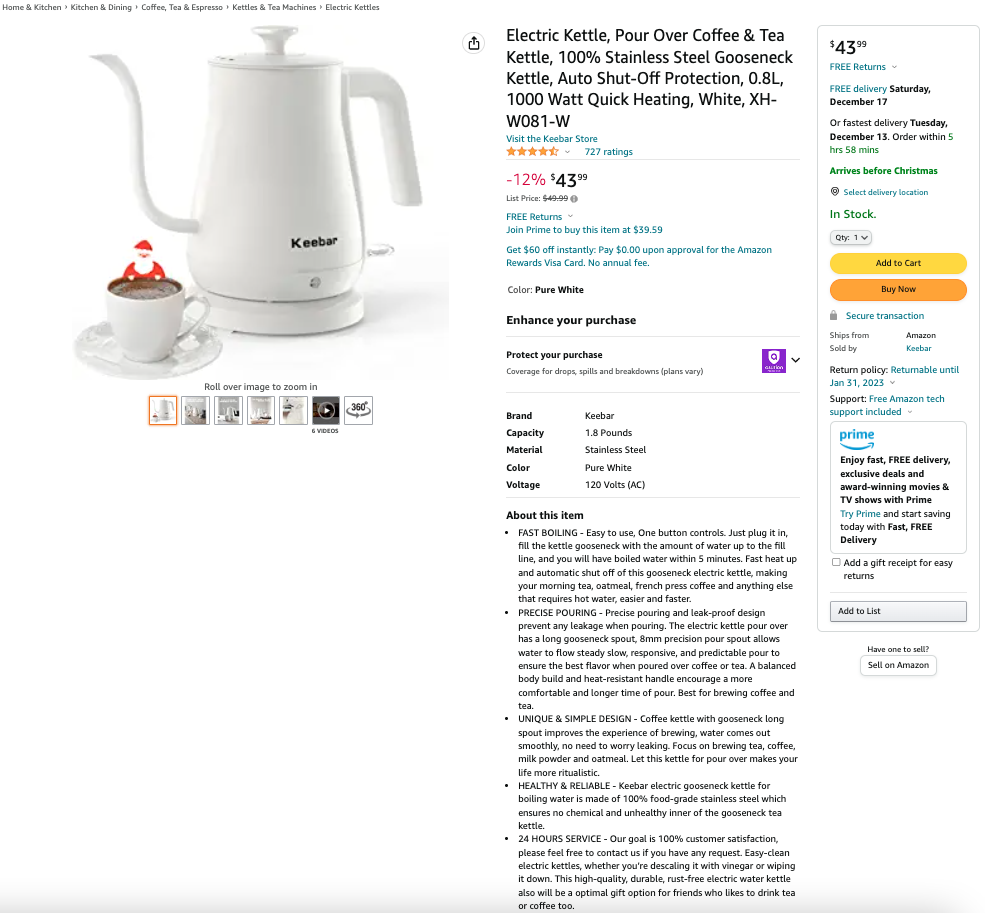 Home & Kitchen › Kitchen & Dining › Coffee, Tea & Espresso › Kettles & Tea Machines › Electric Kettles
Keebar
Roll over image to zoom in
360°
6 VIDEOS
Electric Kettle, Pour Over Coffee & Tea
Kettle, 100% Stainless Steel Gooseneck
Kettle, Auto Shut-Off Protection, 0.8L,
1000 Watt Quick Heating, White, XH-
W081-W
Visit the Keebar Store
727 ratings
-12% $43 99
List Price: $49.99
FREE Returns
Join Prime to buy this item at $39.59
Get $60 off instantly: Pay $0.00 upon approval for the Amazon
Rewards Visa Card. No annual fee.
Color: Pure White
Enhance your purchase
Protect your purchase
Coverage for drops, spills and breakdowns (plans vary)
Brand Keebar
Capacity 1.8 Pounds
Material Stainless Steel
Color Pure White
Voltage 120 Volts (AC)
About this item
• FAST BOILING - Easy to use, One button controls. Just plug it in,
fill the kettle gooseneck with the amount of water up to the fill
line, and you will have boiled water within 5 minutes. Fast heat up
and automatic shut off of this gooseneck electric kettle, making
your morning tea, oatmeal, french press coffee and anything else
that requires hot water, easier and faster.
• PRECISE POURING - Precise pouring and leak-proof design
prevent any leakage when pouring. The electric kettle pour over
has a long gooseneck spout, 8mm precision pour spout allows
water to flow steady slow, responsive, and predictable pour to
ensure the best flavor when poured over coffee or tea. A balanced
body build and heat-resistant handle encourage a more
comfortable and longer time of pour. Best for brewing coffee and
tea.
• UNIQUE & SIMPLE DESIGN - Coffee kettle with gooseneck long
spout improves the experience of brewing, water comes out
smoothly, no need to worry leaking. Focus on brewing tea, coffee,
milk powder and oatmeal. Let this kettle for pour over makes your
life more ritualistic.
• HEALTHY & RELIABLE - Keebar electric gooseneck kettle for
boiling water is made of 100% food-grade stainless steel which
ensures no chemical and unhealthy inner of the gooseneck tea
kettle.
• 24 HOURS SERVICE - Our goal is 100% customer satisfaction,
please feel free to contact us if you have any request. Easy-clean
electric kettles, whether you're descaling it with vinegar or wiping
it down. This high-quality, durable, rust-free electric water kettle
also will be a optimal gift option for friends who likes to drink tea
or coffee too.
$43 99
FREE Returns
FREE delivery Saturday,
December 17
Or fastest delivery Tuesday,
December 13. Order within 5
hrs 58 mins
Arrives before Christmas
Select delivery location
In Stock.
Qty: 1
Add to Cart
Buy Now
Secure transaction
Ships from Amazon
Sold by Keebar
Return policy: Returnable until
Jan 31, 2023
Support: Free Amazon tech
support included
prime
Enjoy fast, FREE delivery,
exclusive deals and
award-winning movies &
TV shows with Prime
Try Prime and start saving
today with Fast, FREE
Delivery
Add a gift receipt for easy
returns
Add to List
Have one to sell?
Sell on Amazon